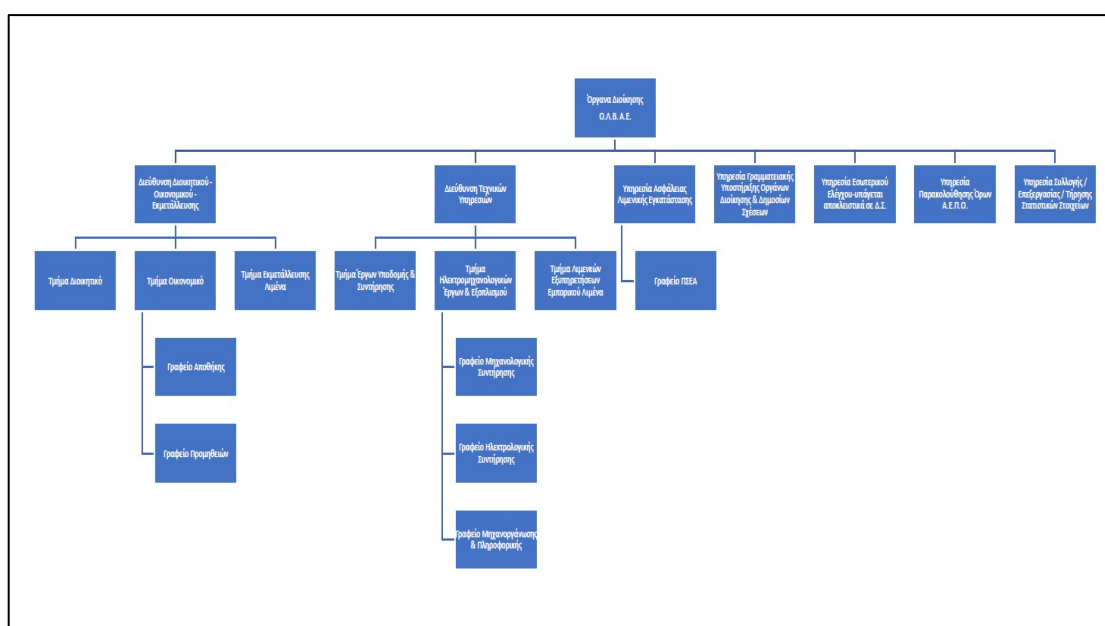 Όργανα Διοίκησης
Ο.Λ.Β. Α.Ε.
Διεύθυνση Διοικητικού -
Οικονομικού -
Εκμετάλλευσης
Διεύθυνση Τεχνικών
Υπηρεσιών
Υπηρεσία Ασφάλειας
Λιμενικής Εγκατάστασης
Υπηρεσία Γραμματειακής
Υποστήριξης Οργάνων
Διοίκησης & Δημοσίων
Σχέσεων
Υπηρεσία Εσωτερικού
Ελέγχου-υπάγεται
αποκλειστικά σε Δ.Σ.
Υπηρεσία
Παρακολούθησης Όρων
Α.Ε.Π.Ο.
Υπηρεσία Συλλογής /
Επεξεργασίας / Τήρησης
Στατιστικών Στοιχείων
Τμήμα Διοικητικό
Τμήμα Οικονομικό
Τμήμα Εκμετάλλευσης
Λιμένα
Τμήμα Έργων Υποδομής &
Συντήρησης
Τμήμα
Ηλεκτρομηχανολογικών
Έργων & Εξοπλισμού
Τμήμα Λιμενκών
Εξυπηρετήσεων
Εμπορικού Λιμένα
Γραφείο ΠΣΕΑ
Γραφείο Αποθήκης
Γραφείο Προμηθειών
Γραφείο Μηχανολογικής
Συντήρησης
Γραφείο Ηλεκτρολογικής
Συντήρησης
Γραφείο Μηχανοργάνωσης
& Πληροφορικής